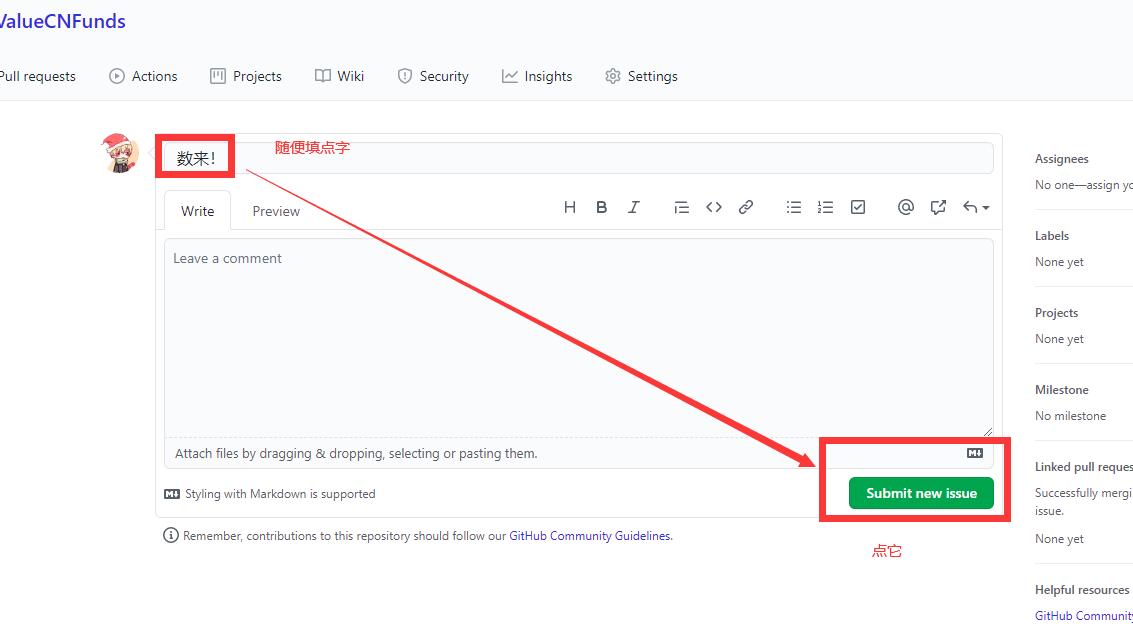 ValueCNFunds
Pull requests Actions Projects Wiki Security Insights Settings
数来！ 随便填点字
Write Preview
Leave a comment
Attach files by dragging & dropping, selecting or pasting them.
Styling with Markdown is supported
Submit new issue
Remember, contributions to this repository should follow our GitHub Community Guidelines.
点它
Assignees
No one—assign yo
Labels
None yet
Projects
None yet
Milestone
No milestone
Linked pull reques
Successfully mergi
issue.
None yet
Helpful resources
GitHub Community